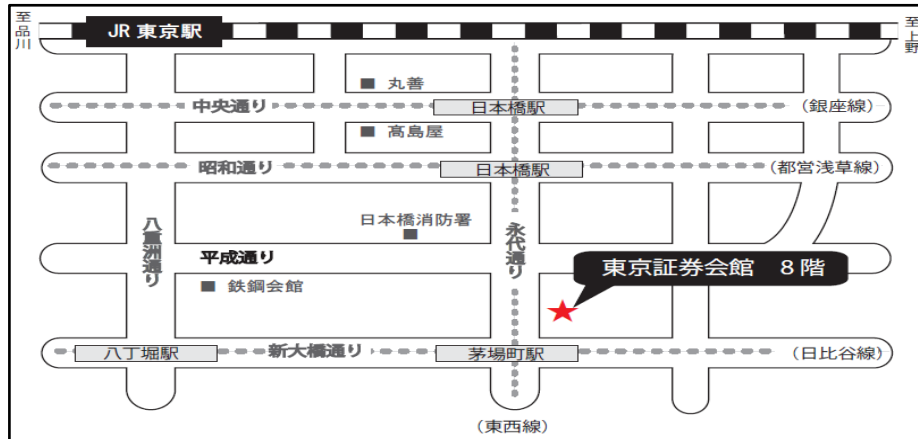 至品川
JR 東京駅
至上野
■ 丸善
中央通り
日本橋駅
(銀座線)
■ 高島屋
昭和通り
日本橋駅
(都営浅草線)
八重洲通り
日本橋消防署
■
永代通り
平成通り
東京証券会館 8階
■ 鉄鋼会館
★
八丁堀駅
新大橋通り
茅場町駅
(日比谷線)
(東西線)